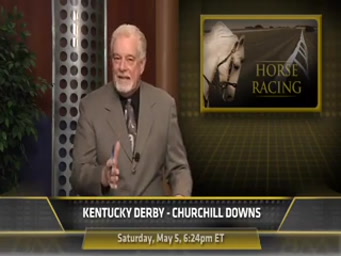 HORSE
RACING
KENTUCKY DERBY - CHURCHILL DOWNS
Saturday, May 5, 6:24pm ET